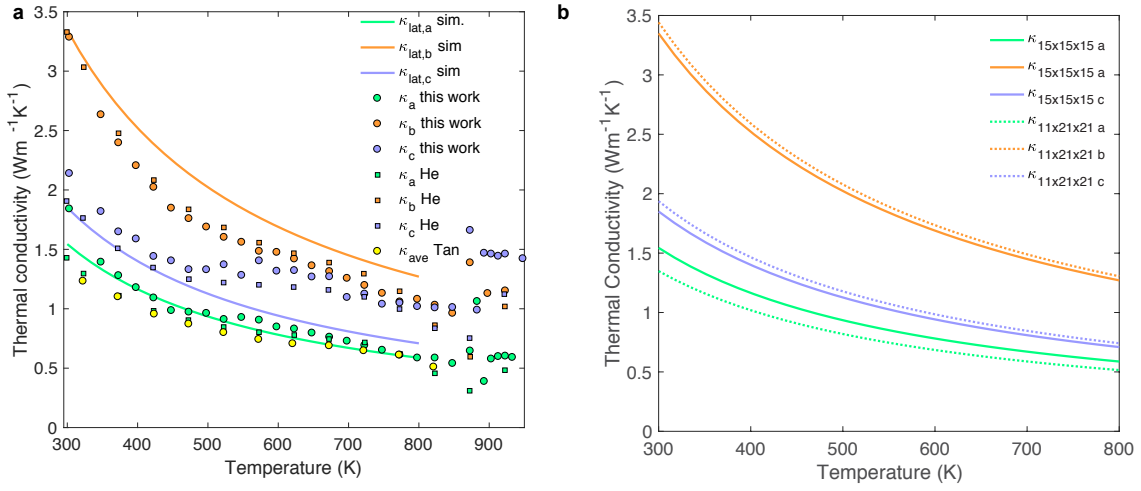 a
Thermal conductivity (Wm⁻¹K⁻¹)
3.5
3
2.5
2
1.5
1
0.5
0
300 400 500 600 700 800 900
Temperature (K)
κlat,a sim.
κlat,b sim
κlat,c sim
κa this work
κb this work
κc this work
κa He
κb He
κc He
κave Tan
b
Thermal Conductivity (Wm⁻¹K⁻¹)
3.5
3
2.5
2
1.5
1
0.5
0
300 400 500 600 700 800
Temperature (K)
κ15x15x15 a
κ15x15x15 a
κ15x15x15 c
κ11x21x21 a
κ11x21x21 b
κ11x21x21 c